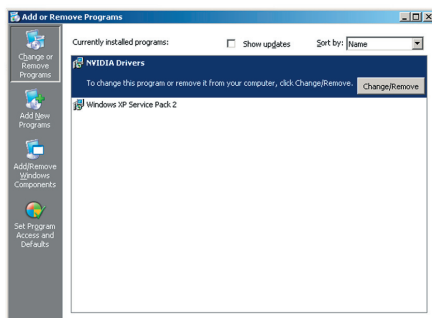 Add or Remove Programs
Change or
Remove
Programs
Currently installed programs:
Show updates
Sort by: Name
NVIDIA Drivers
To change this program or remove it from your computer, click Change/Remove.
Change/Remove
Windows XP Service Pack 2
Add New
Programs
Add/Remove
Windows
Components
Set Program
Access and
Defaults